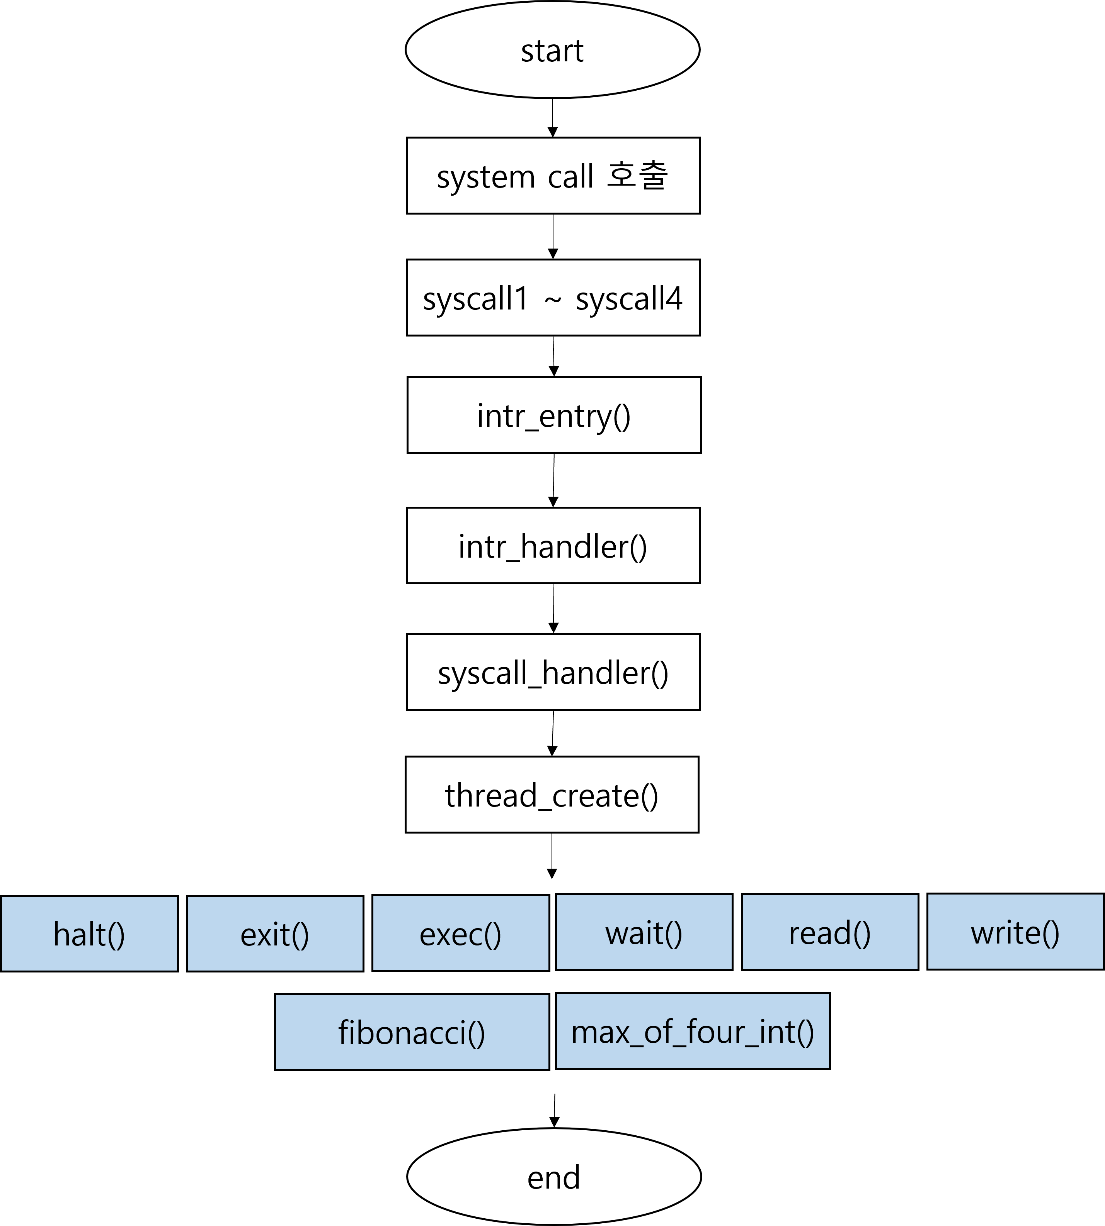 start
system call 호출
syscall1 ~ syscall4
intr_entry()
intr_handler()
syscall_handler()
thread_create()
halt() exit() exec() wait() read() write()
fibonacci() max_of_four_int()
end